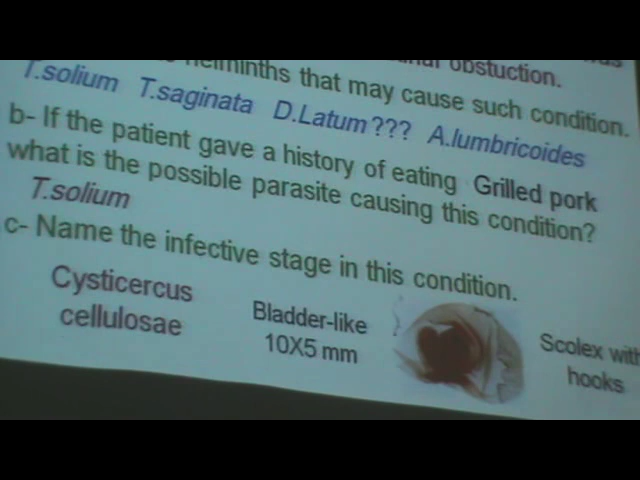 obstuction.
helminths that may cause such condition.
T.solium T.saginata D.Latum??? A.lumbricoides
b- If the patient gave a history of eating Grilled pork
what is the possible parasite causing this condition?
T.solium
c- Name the infective stage in this condition.
Cysticercus
cellulosae
Bladder-like
10X5 mm
Scolex with
hooks